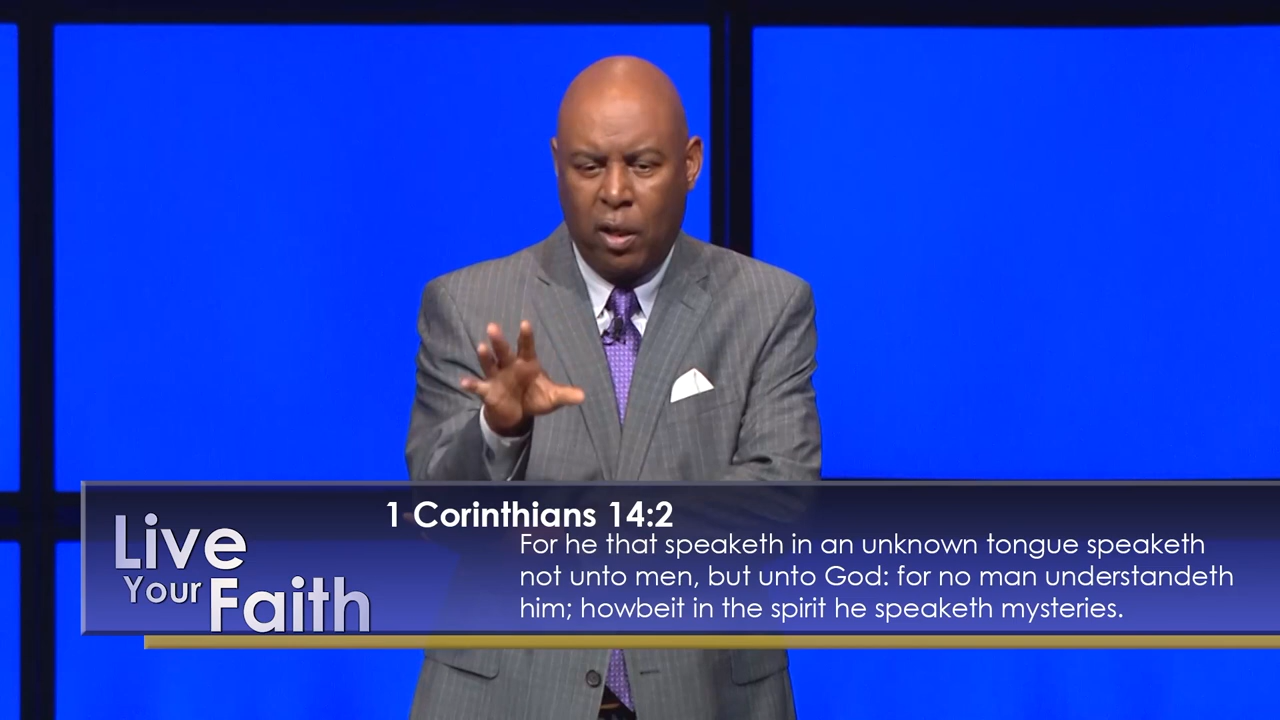 Live
Your
Faith
1 Corinthians 14:2
For he that speaketh in an unknown tongue speaketh
not unto men, but unto God: for no man understandeth
him; howbeit in the spirit he speaketh mysteries.